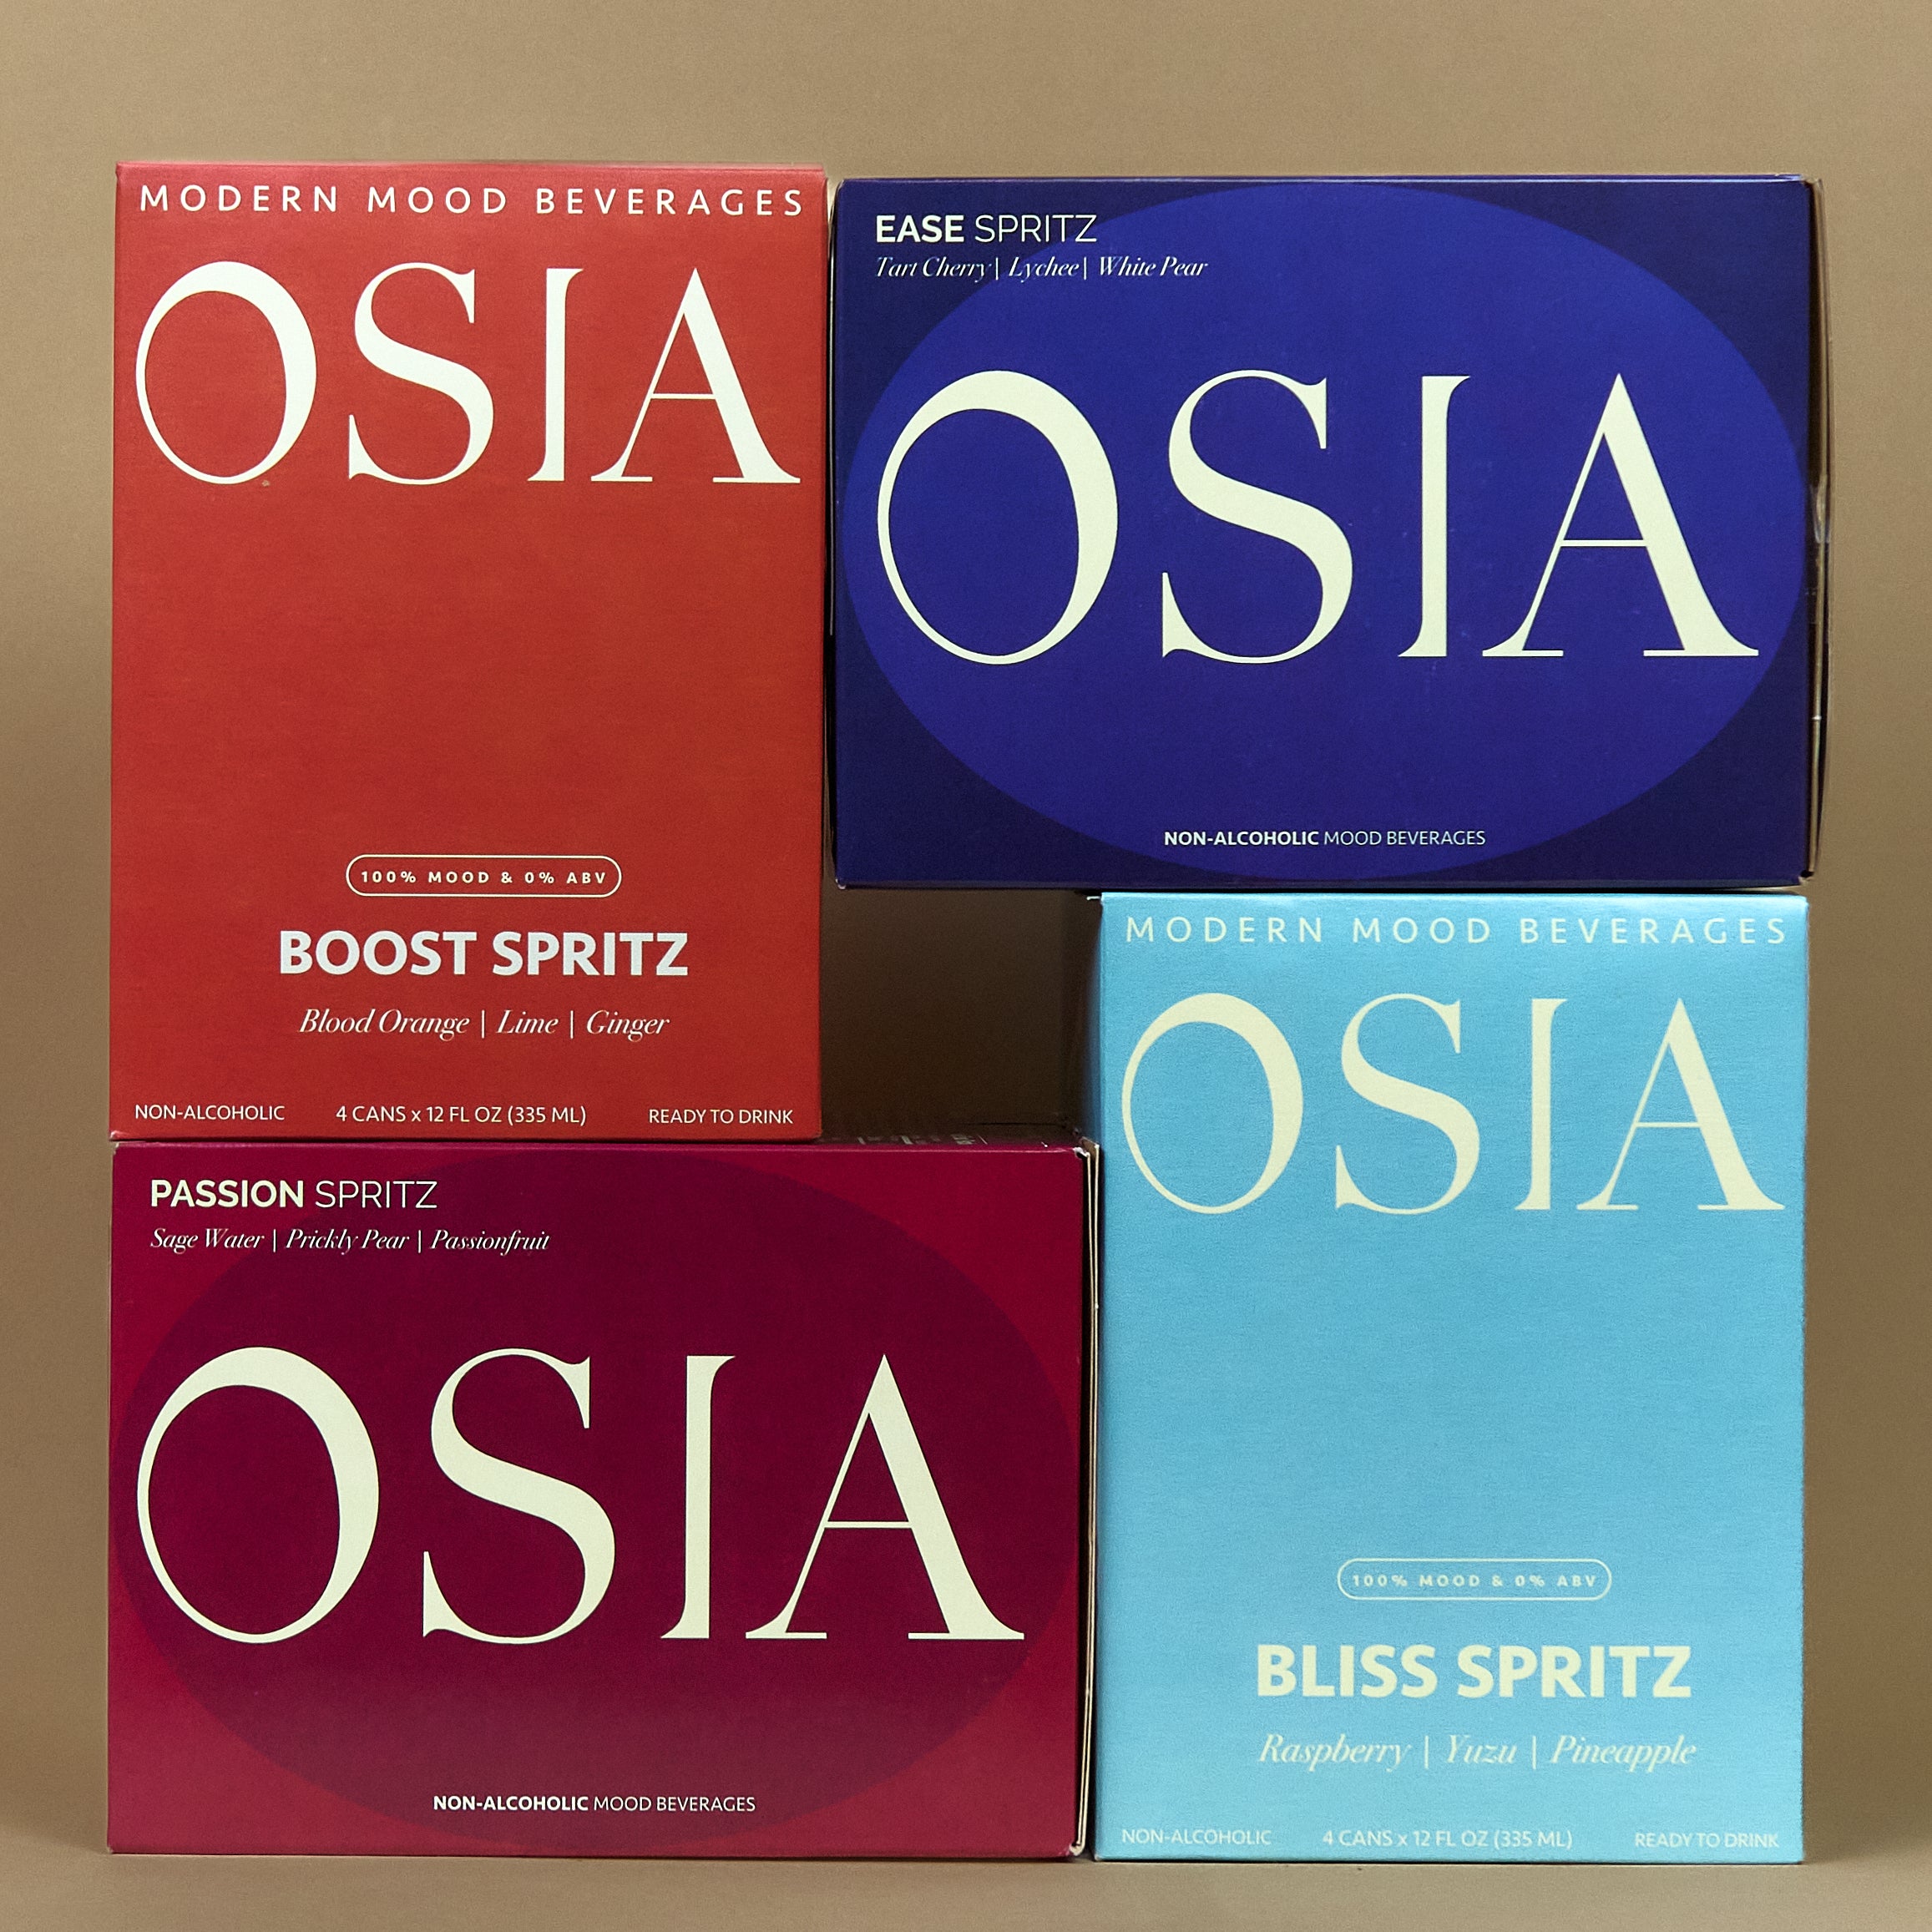 MODERN MOOD BEVERAGES
OSIA
100% MOOD & 0% ABV
BOOST SPRITZ
Blood Orange | Lime | Ginger
NON-ALCOHOLIC 4 CANS x 12 FL OZ (335 ML) READY TO DRINK
EASE SPRITZ
Tart Cherry | Lychee | White Pear
OSIA
NON-ALCOHOLIC MOOD BEVERAGES
PASSION SPRITZ
Sage Water | Prickly Pear | Passionfruit
OSIA
NON-ALCOHOLIC MOOD BEVERAGES
MODERN MOOD BEVERAGES
OSIA
100% MOOD & 0% ABV
BLISS SPRITZ
Raspberry | Yuzu | Pineapple
NON-ALCOHOLIC 4 CANS x 12 FL OZ (335 ML) READY TO DRINK